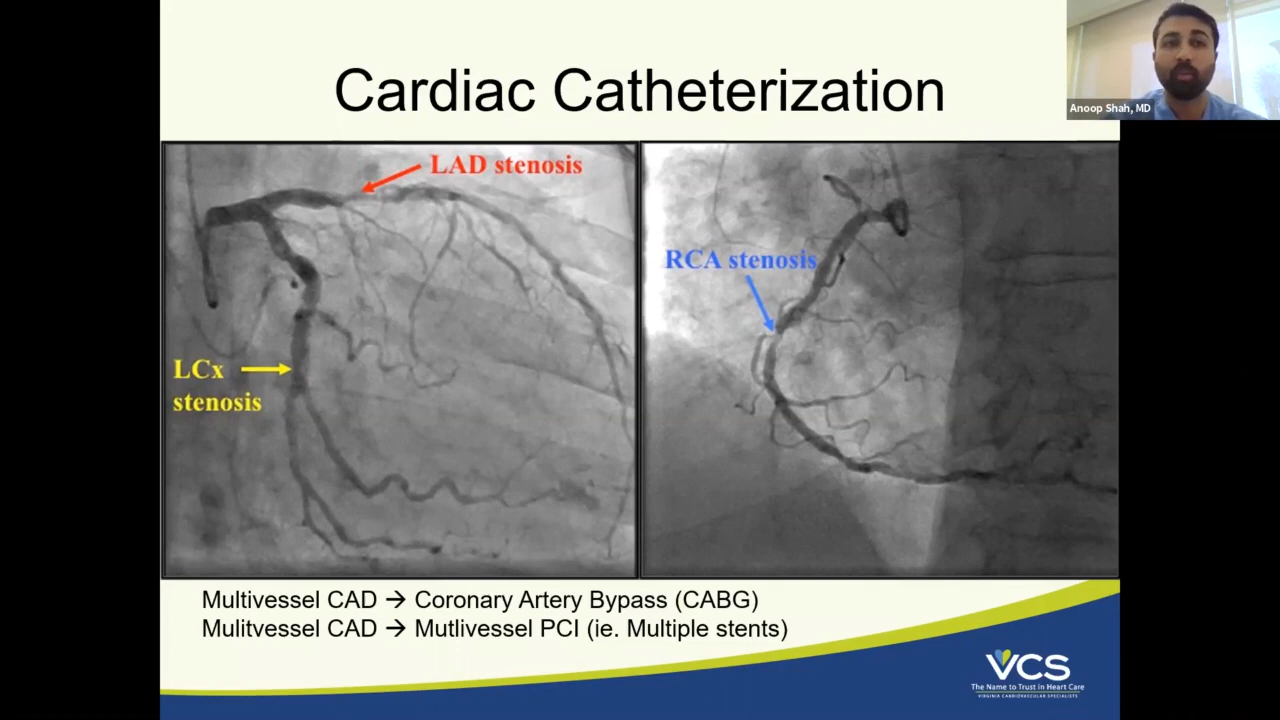 Cardiac Catheterization
Anoop Shah, MD
LAD stenosis
LCx
stenosis
RCA stenosis
Multivessel CAD → Coronary Artery Bypass (CABG)
Mulitvessel CAD → Mutlivessel PCI (ie. Multiple stents)
VCS
The Name to Trust in Heart Care
VIRGINIA CARDIOVASCULAR SPECIALISTS